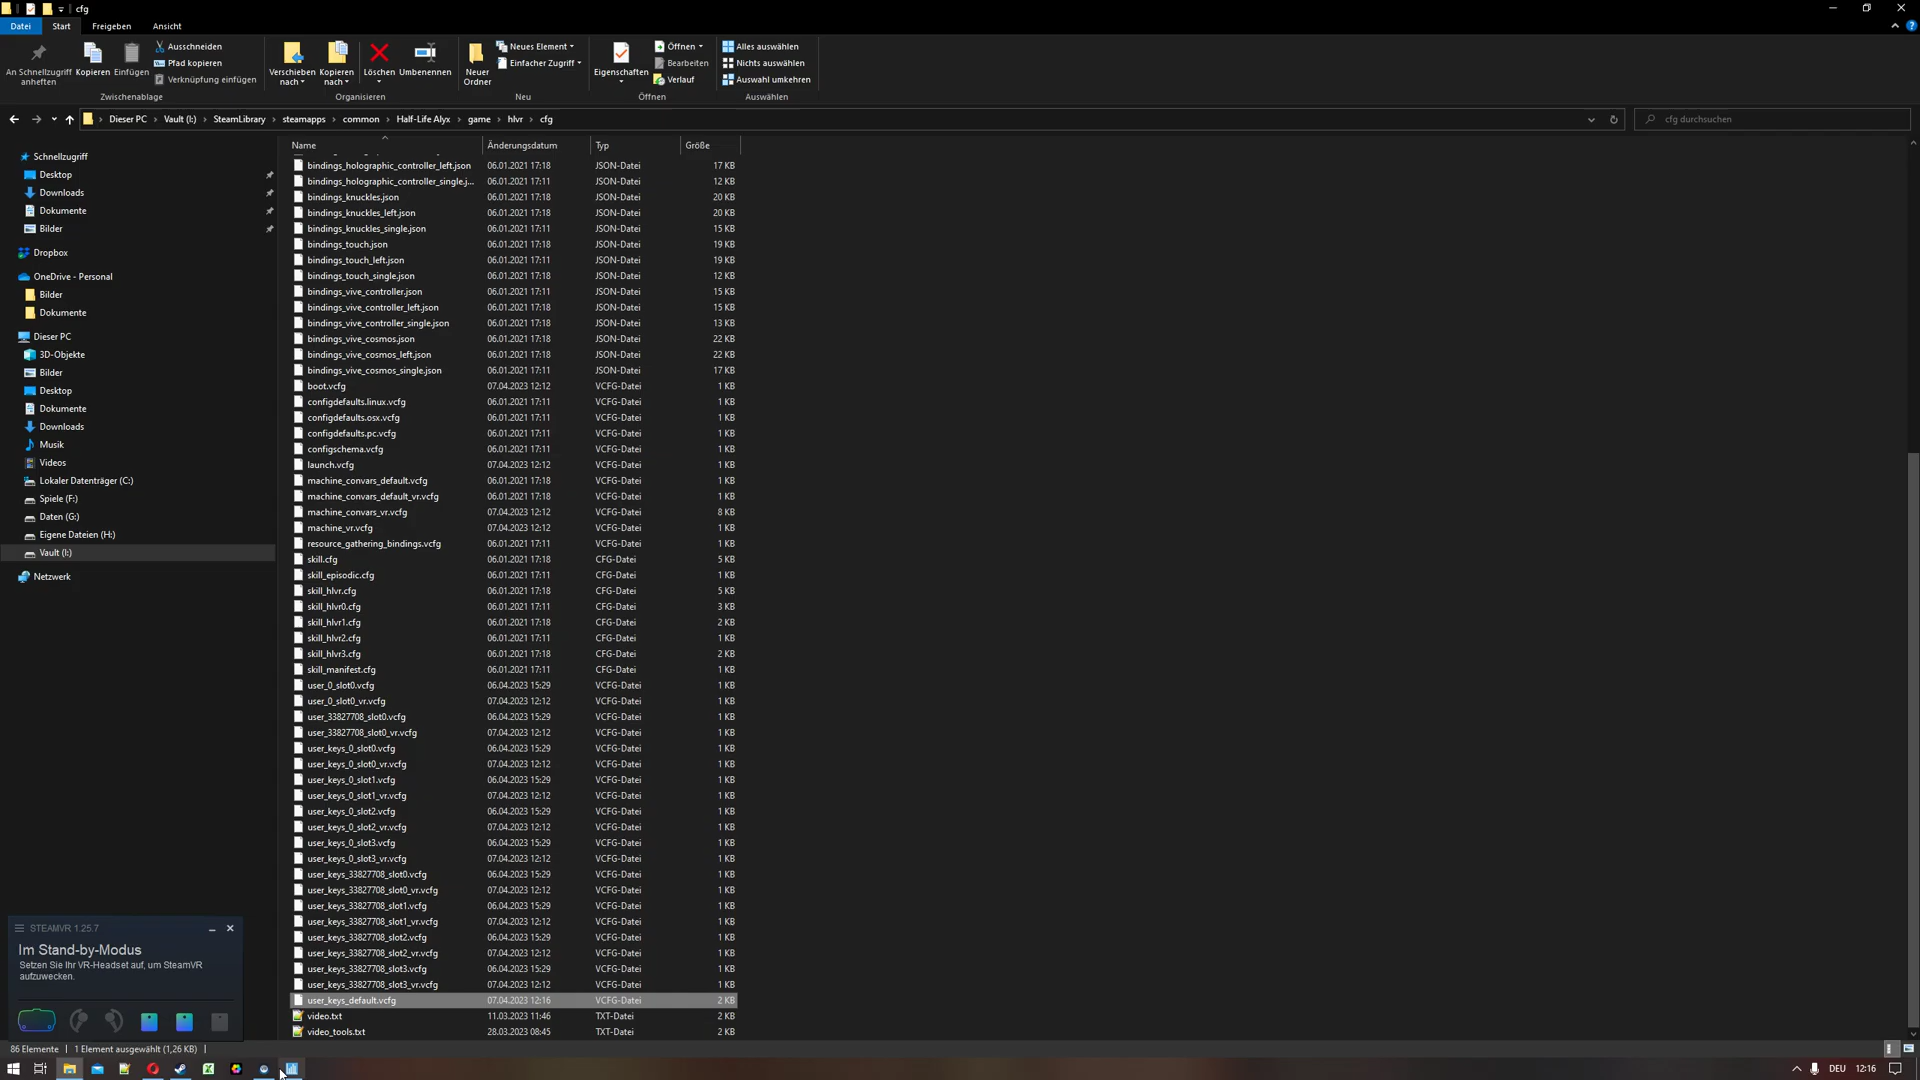 cfg
Datei Start Freigeben Ansicht
An Schnellzugriff anheften
Kopieren
Einfügen
Ausschneiden
Pfad kopieren
Verknüpfung einfügen
Zwischenablage
Verschieben nach
Kopieren nach
Löschen
Umbenennen
Organisieren
Neuer Ordner
Neues Element
Einfacher Zugriff
Neu
Eigenschaften
Öffnen
Bearbeiten
Verlauf
Öffnen
Alles auswählen
Nichts auswählen
Auswahl umkehren
Auswählen
Dieser PC > Vault (I:) > SteamLibrary > steamapps > common > Half-Life Alyx > game > hlvr > cfg
cfg durchsuchen
Schnellzugriff
Desktop
Downloads
Dokumente
Bilder
Dropbox
OneDrive - Personal
Bilder
Dokumente
Dieser PC
3D-Objekte
Bilder
Desktop
Dokumente
Downloads
Musik
Videos
Lokaler Datenträger (C:)
Spiele (F:)
Daten (G:)
Eigene Dateien (H:)
Vault (I:)
Netzwerk
Name Änderungsdatum Typ Größe
bindings_holographic_controller_left.json 06.01.2021 17:18 JSON-Datei 17 KB
bindings_holographic_controller_single.j... 06.01.2021 17:11 JSON-Datei 12 KB
bindings_knuckles.json 06.01.2021 17:18 JSON-Datei 20 KB
bindings_knuckles_left.json 06.01.2021 17:18 JSON-Datei 20 KB
bindings_knuckles_single.json 06.01.2021 17:11 JSON-Datei 15 KB
bindings_touch.json 06.01.2021 17:18 JSON-Datei 19 KB
bindings_touch_left.json 06.01.2021 17:11 JSON-Datei 19 KB
bindings_touch_single.json 06.01.2021 17:18 JSON-Datei 12 KB
bindings_vive_controller.json 06.01.2021 17:11 JSON-Datei 15 KB
bindings_vive_controller_left.json 06.01.2021 17:18 JSON-Datei 15 KB
bindings_vive_controller_single.json 06.01.2021 17:18 JSON-Datei 13 KB
bindings_vive_cosmos.json 06.01.2021 17:18 JSON-Datei 22 KB
bindings_vive_cosmos_left.json 06.01.2021 17:18 JSON-Datei 22 KB
bindings_vive_cosmos_single.json 06.01.2021 17:11 JSON-Datei 17 KB
boot.vcfg 07.04.2023 12:12 VCFG-Datei 1 KB
configdefaults.linux.vcfg 06.01.2021 17:11 VCFG-Datei 1 KB
configdefaults.osx.vcfg 06.01.2021 17:11 VCFG-Datei 1 KB
configdefaults.pc.vcfg 06.01.2021 17:11 VCFG-Datei 1 KB
configschema.vcfg 06.01.2021 17:11 VCFG-Datei 1 KB
launch.vcfg 07.04.2023 12:12 VCFG-Datei 1 KB
machine_convars_default.vcfg 06.01.2021 17:18 VCFG-Datei 1 KB
machine_convars_default_vr.vcfg 06.01.2021 17:18 VCFG-Datei 1 KB
machine_convars_vr.vcfg 07.04.2023 12:12 VCFG-Datei 8 KB
machine_vr.vcfg 07.04.2023 12:12 VCFG-Datei 1 KB
resource_gathering_bindings.vcfg 06.01.2021 17:11 VCFG-Datei 1 KB
skill.cfg 06.01.2021 17:18 CFG-Datei 5 KB
skill_episodic.cfg 06.01.2021 17:11 CFG-Datei 1 KB
skill_hlvr.cfg 06.01.2021 17:18 CFG-Datei 5 KB
skill_hlvr0.cfg 06.01.2021 17:11 CFG-Datei 3 KB
skill_hlvr1.cfg 06.01.2021 17:18 CFG-Datei 2 KB
skill_hlvr2.cfg 06.01.2021 17:11 CFG-Datei 1 KB
skill_hlvr3.cfg 06.01.2021 17:18 CFG-Datei 2 KB
skill_manifest.cfg 06.01.2021 17:11 CFG-Datei 1 KB
user_0_slot0.vcfg 06.04.2023 15:29 VCFG-Datei 1 KB
user_0_slot0_vr.vcfg 07.04.2023 12:12 VCFG-Datei 1 KB
user_33827708_slot0.vcfg 06.04.2023 15:29 VCFG-Datei 1 KB
user_33827708_slot0_vr.vcfg 07.04.2023 12:12 VCFG-Datei 1 KB
user_keys_0_slot0.vcfg 06.04.2023 15:29 VCFG-Datei 1 KB
user_keys_0_slot0_vr.vcfg 07.04.2023 12:12 VCFG-Datei 1 KB
user_keys_0_slot1.vcfg 06.04.2023 15:29 VCFG-Datei 1 KB
user_keys_0_slot1_vr.vcfg 07.04.2023 12:12 VCFG-Datei 1 KB
user_keys_0_slot2.vcfg 06.04.2023 15:29 VCFG-Datei 1 KB
user_keys_0_slot2_vr.vcfg 07.04.2023 12:12 VCFG-Datei 1 KB
user_keys_0_slot3.vcfg 06.04.2023 15:29 VCFG-Datei 1 KB
user_keys_0_slot3_vr.vcfg 07.04.2023 12:12 VCFG-Datei 1 KB
user_keys_33827708_slot0.vcfg 06.04.2023 15:29 VCFG-Datei 1 KB
user_keys_33827708_slot0_vr.vcfg 07.04.2023 12:12 VCFG-Datei 1 KB
user_keys_33827708_slot1.vcfg 06.04.2023 15:29 VCFG-Datei 1 KB
user_keys_33827708_slot1_vr.vcfg 07.04.2023 12:12 VCFG-Datei 1 KB
user_keys_33827708_slot2.vcfg 06.04.2023 15:29 VCFG-Datei 1 KB
user_keys_33827708_slot2_vr.vcfg 07.04.2023 12:12 VCFG-Datei 1 KB
user_keys_33827708_slot3.vcfg 06.04.2023 15:29 VCFG-Datei 1 KB
user_keys_33827708_slot3_vr.vcfg 07.04.2023 12:12 VCFG-Datei 1 KB
user_keys_default.vcfg 07.04.2023 12:16 VCFG-Datei 2 KB
video.txt 11.03.2023 11:46 TXT-Datei 2 KB
video_tools.txt 28.03.2023 08:45 TXT-Datei 2 KB
STEAMVR 1.25.7
Im Stand-by-Modus
Setzen Sie Ihr VR-Headset auf, um SteamVR
aufzuwecken.
86 Elemente 1 Element ausgewählt (1,26 KB)
DEU 12:16